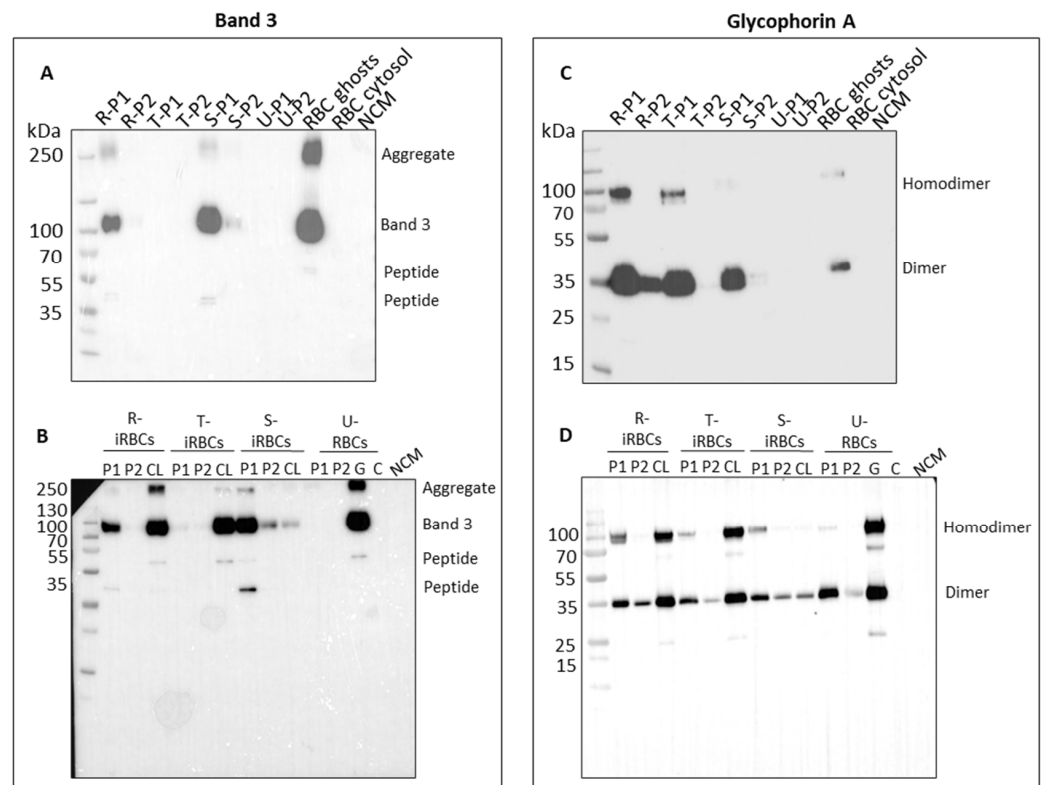 Band 3
A
R-P1 R-P2 T-P1 T-P2 S-P1 S-P2 U-P1 U-P2 RBC ghosts RBC cytosol NCM
kDa
250
100
70
55
35
Aggregate
Band 3
Peptide
Peptide
B
R-iRBCs T-iRBCs S-iRBCs U-RBCs
P1 P2 CL P1 P2 CL P1 P2 CL P1 P2 G C NCM
250
130
100
70
55
35
Aggregate
Band 3
Peptide
Peptide
Glycophorin A
C
R-P1 R-P2 T-P1 T-P2 S-P1 S-P2 U-P1 U-P2 RBC ghosts RBC cytosol NCM
kDa
100
70
55
35
25
15
Homodimer
Dimer
D
R-iRBCs T-iRBCs S-iRBCs U-RBCs
P1 P2 CL P1 P2 CL P1 P2 CL P1 P2 G C NCM
100
70
55
35
25
15
Homodimer
Dimer